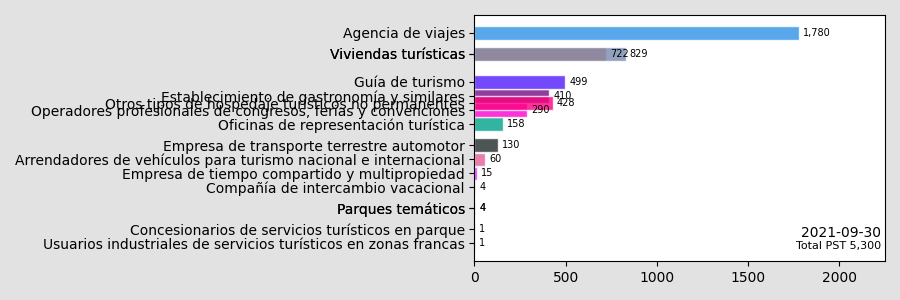 Agencia de viajes 1,780
Viviendas turísticas 722 829
Guía de turismo 499
Establecimiento de gastronomía y similares 410
Otros tipos de hospedaje turísticos no permanentes 428
Operadores profesionales de congresos, ferias y convenciones 290
Oficinas de representación turística 158
Empresa de transporte terrestre automotor 130
Arrendadores de vehículos para turismo nacional e internacional 60
Empresa de tiempo compartido y multipropiedad 15
Compañía de intercambio vacacional 4
Parques temáticos 4
Concesionarios de servicios turísticos en parque 1
Usuarios industriales de servicios turísticos en zonas francas 1
2021-09-30
Total PST 5,300
0 500 1000 1500 2000